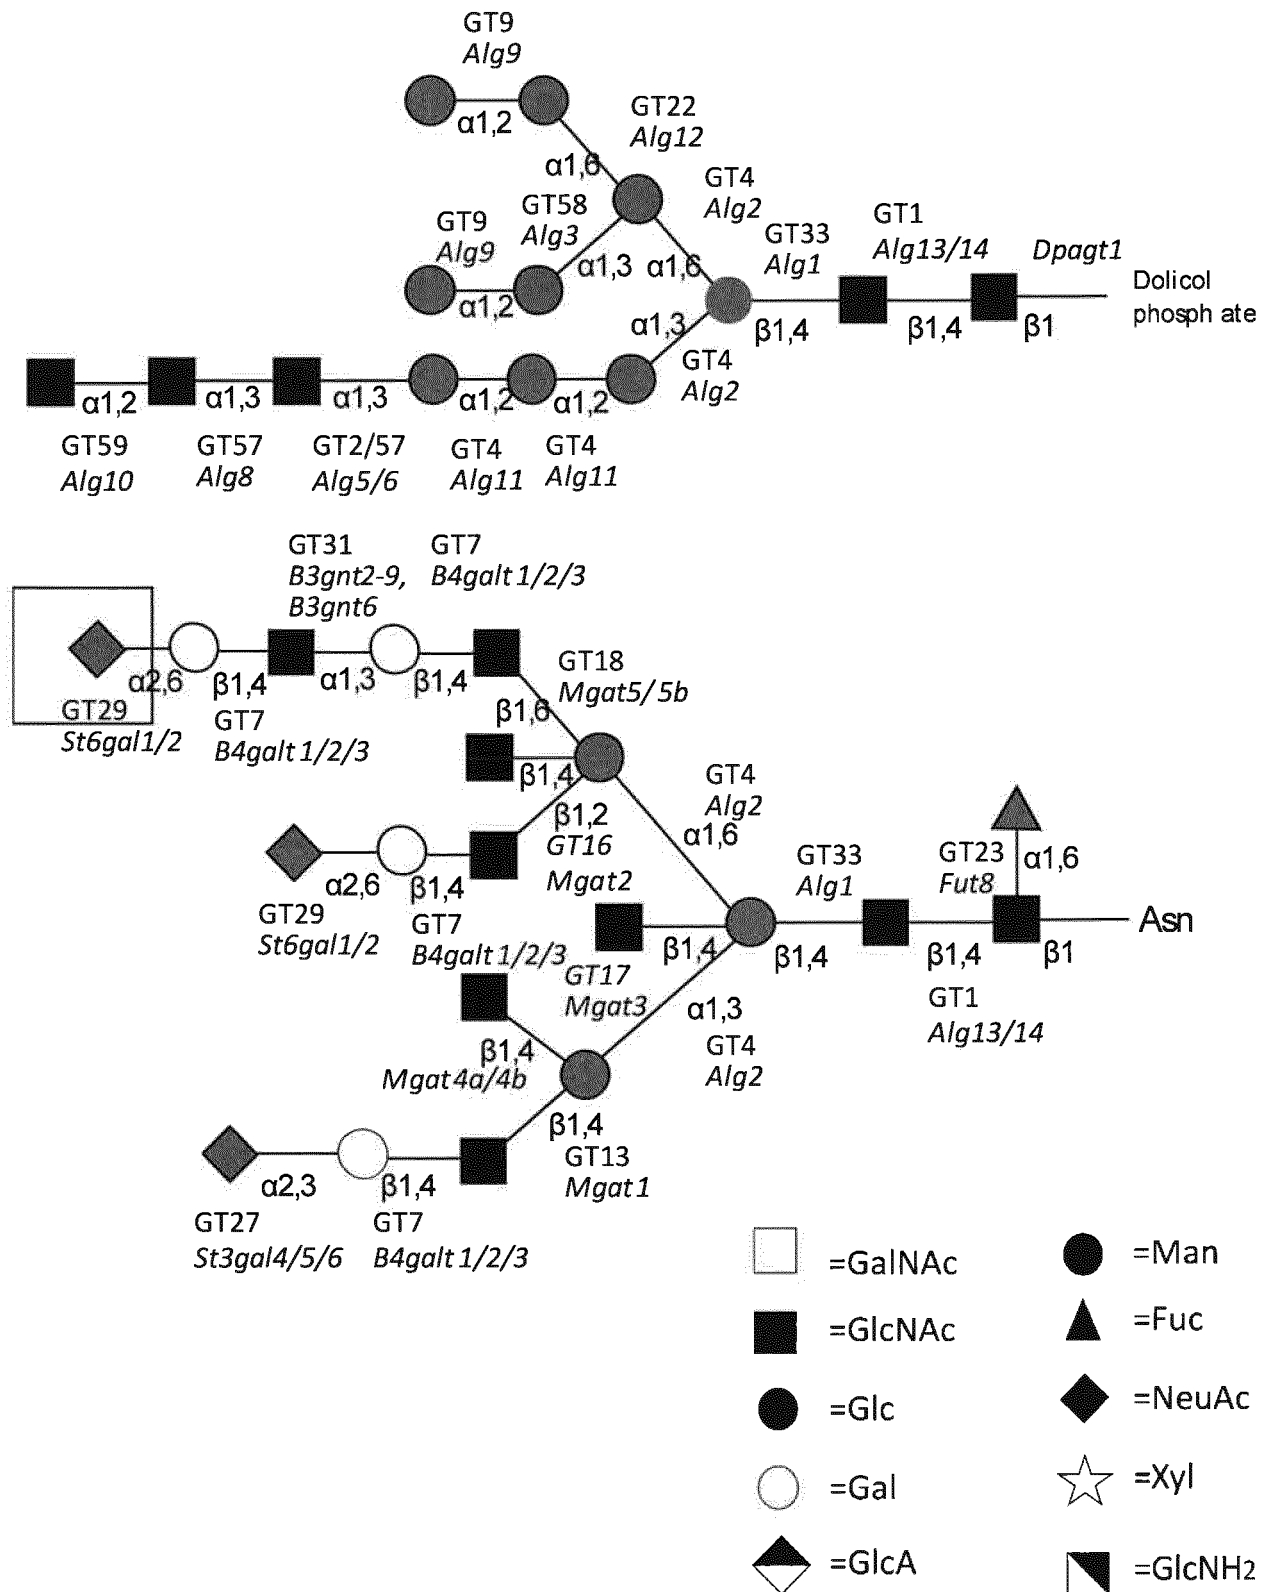 GT9
Alg9
α1,2
GT22
Alg12
α1,6
GT4
Alg2
GT58
Alg3
GT9
Alg9
GT33
Alg1
GT1
Alg13/14
Dpagt1
α1,3
α1,6
α1,2
Dolicol
phosph ate
α1,3
β1,4
β1,4
β1
GT4
Alg2
α1,2
α1,3
α1,3
α1,2
α1,2
GT59
Alg10
GT57
Alg8
GT2/57
Alg5/6
GT4
Alg11
GT4
Alg11
GT31
B3gnt2-9,
B3gnt6
GT7
B4galt1/2/3
GT18
Mgat5/5b
α2,6
β1,4
α1,3
β1,4
GT29
St6gal1/2
GT7
B4galt1/2/3
β1,6
β1,4
β1,2
GT4
Alg2
α1,6
GT16
Mgat2
GT33
Alg1
GT23
Fut8
α1,6
α2,6
β1,4
GT29
St6gal1/2
GT7
B4galt1/2/3
β1,4
β1,4
β1,4
β1
Asn
GT17
Mgat3
GT1
Alg13/14
α1,3
GT4
Alg2
β1,4
Mgat4a/4b
β1,4
GT13
Mgat1
α2,3
β1,4
GT27
St3gal4/5/6
GT7
B4galt1/2/3
=GalNAc
=Man
=GlcNAc
=Fuc
=Glc
=NeuAc
=Gal
=Xyl
=GlcA
=GlcNH2